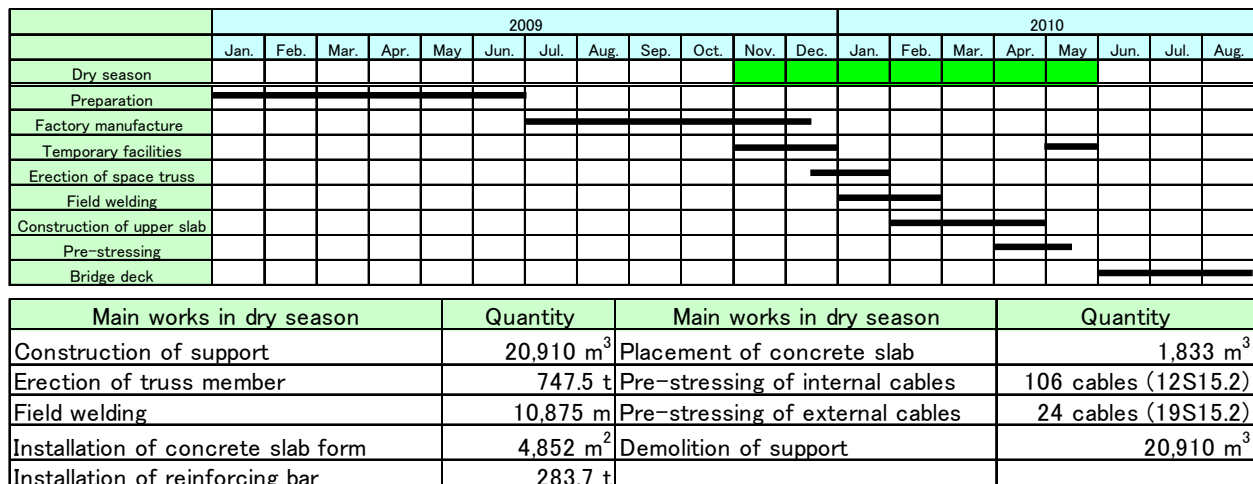 2009 2010
Jan. Feb. Mar. Apr. May Jun. Jul. Aug. Sep. Oct. Nov. Dec. Jan. Feb. Mar. Apr. May Jun. Jul. Aug.
Dry season
Preparation
Factory manufacture
Temporary facilities
Erection of space truss
Field welding
Construction of upper slab
Pre-stressing
Bridge deck
Main works in dry season Quantity Main works in dry season Quantity
Construction of support 20,910 m³ Placement of concrete slab 1,833 m³
Erection of truss member 747.5 t Pre-stressing of internal cables 106 cables (12S15.2)
Field welding 10,875 m Pre-stressing of external cables 24 cables (19S15.2)
Installation of concrete slab form 4,852 m² Demolition of support 20,910 m³
Installation of reinforcing bar 283.7 t